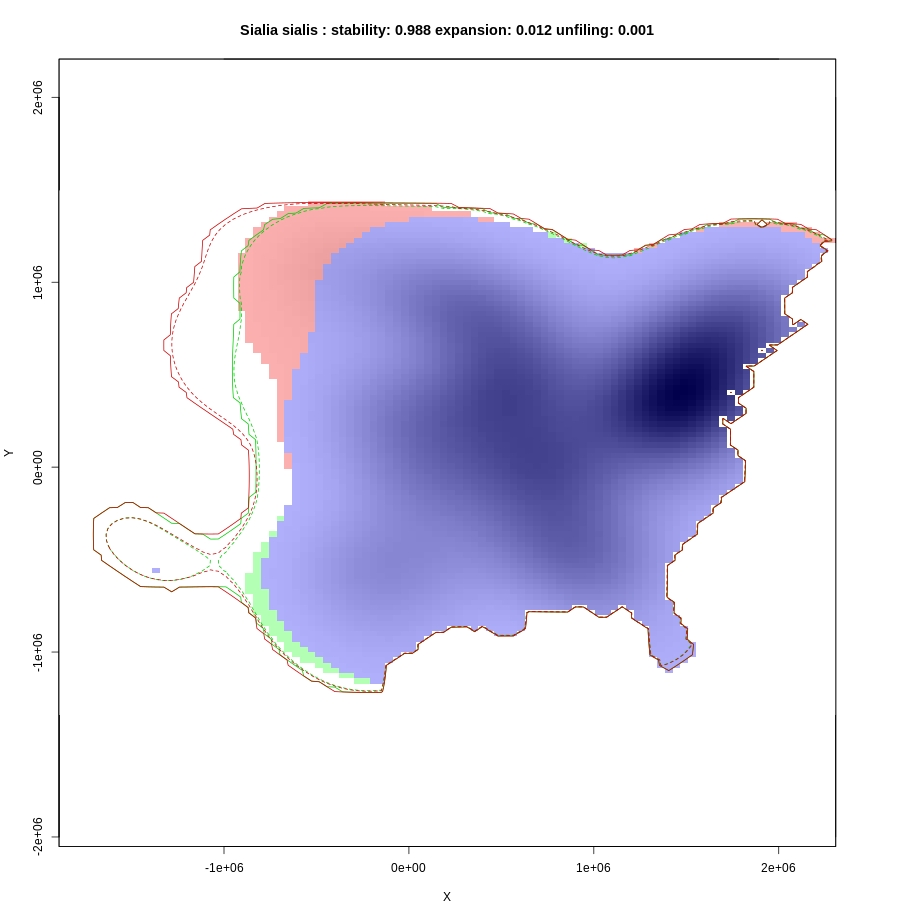 Sialia sialis : stability: 0.988 expansion: 0.012 unfiling: 0.001
2e+06
1e+06
0e+00
-1e+06
-2e+06
Y
-1e+06 0e+00 1e+06 2e+06
X